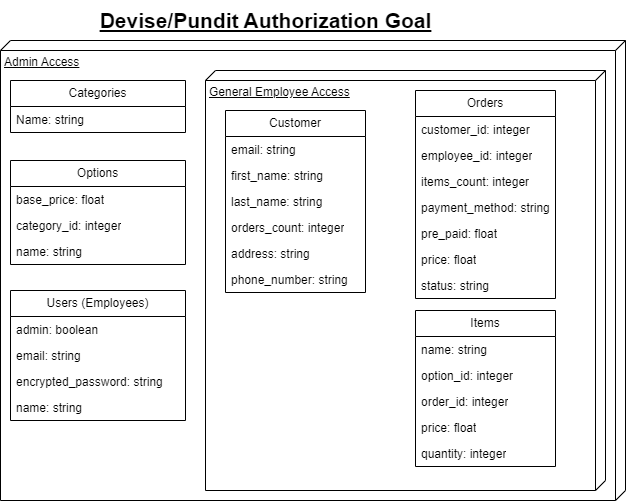 Devise/Pundit Authorization Goal
Admin Access
Categories
Name: string
Options
base_price: float
category_id: integer
name: string
Users (Employees)
admin: boolean
email: string
encrypted_password: string
name: string
General Employee Access
Customer
email: string
first_name: string
last_name: string
orders_count: integer
address: string
phone_number: string
Orders
customer_id: integer
employee_id: integer
items_count: integer
payment_method: string
pre_paid: float
price: float
status: string
Items
name: string
option_id: integer
order_id: integer
price: float
quantity: integer